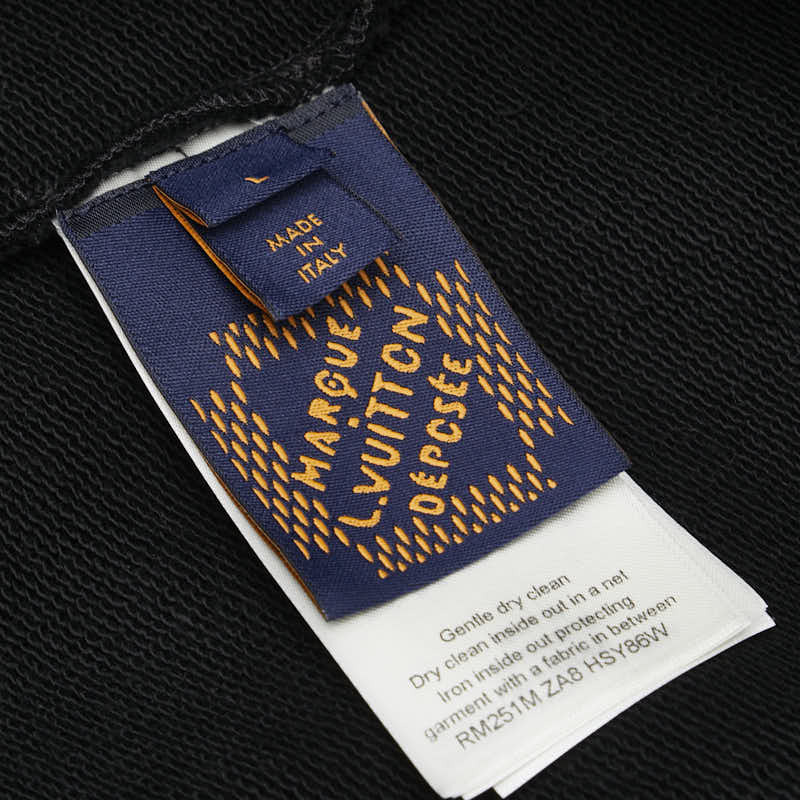 MADE
IN
ITALY
MARQUE
L.VUITTON
DÉPOSÉE
Gentle dry clean
Dry clean inside out in a net
Iron inside out protecting
garment with a fabric in between
RM251M ZA8 HSY86W